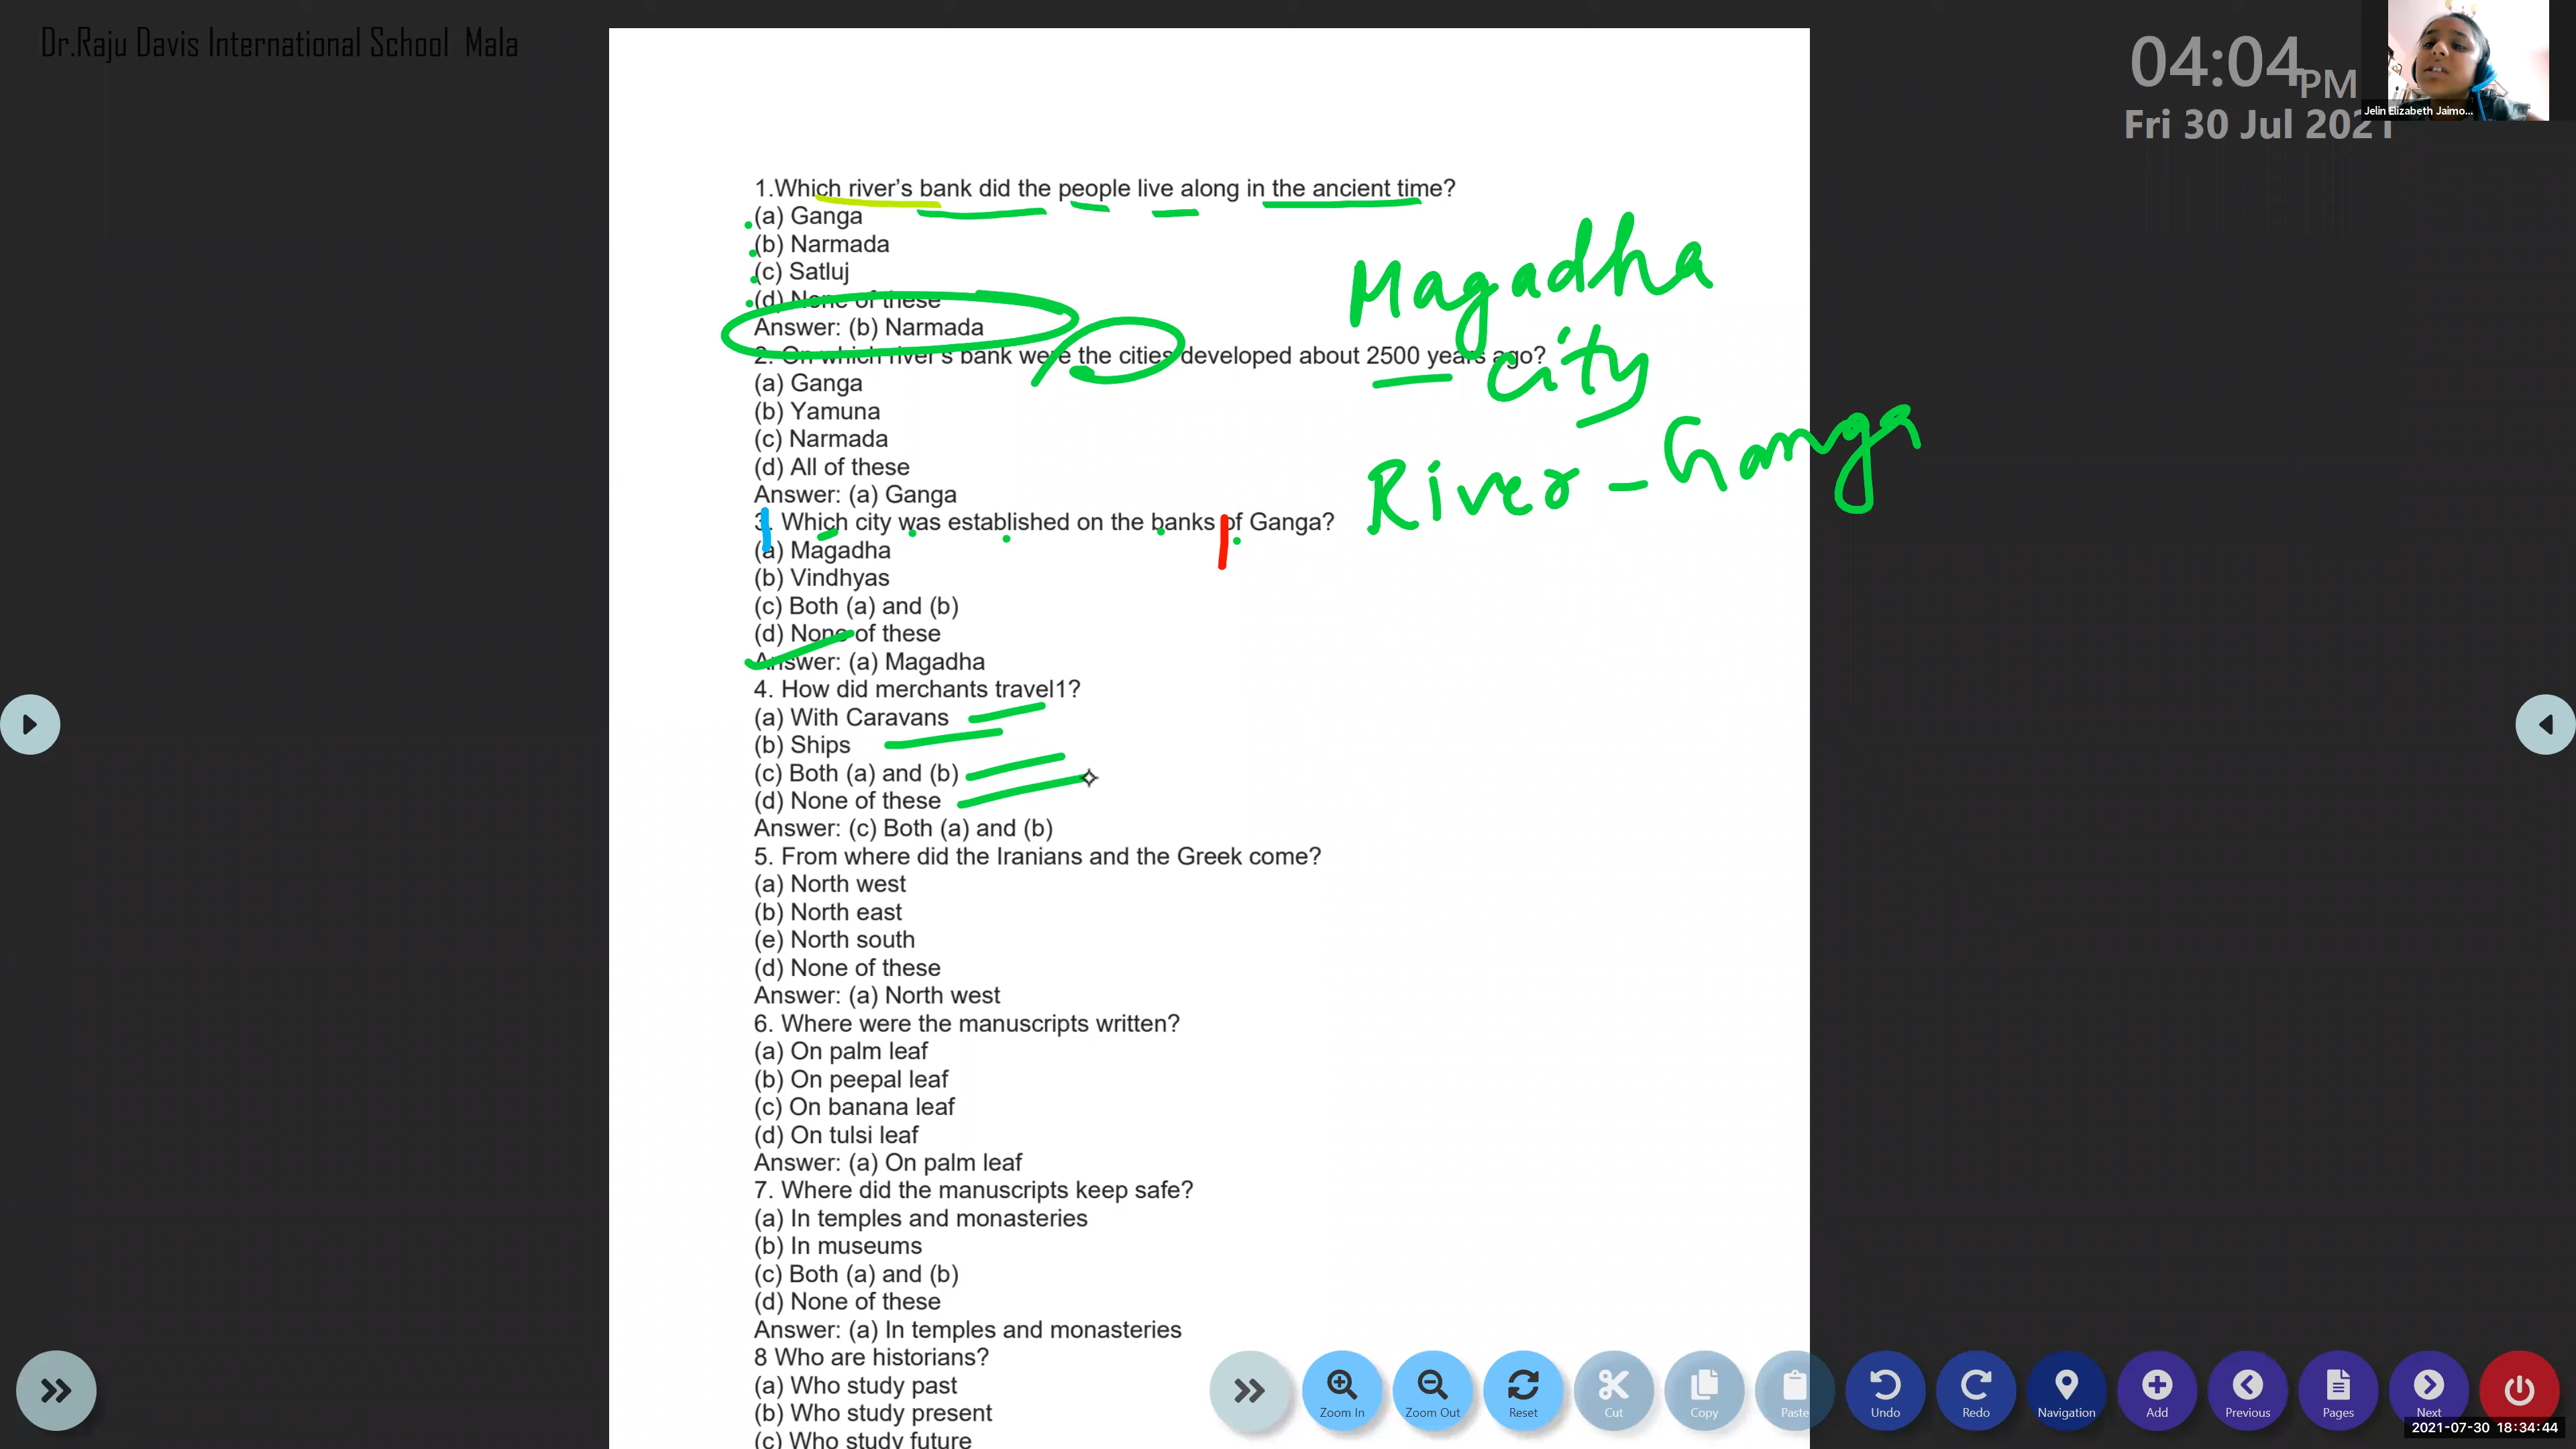 Dr.Raju Davis International School Mala
04:04PM
Fri 30 Jul 2021
Jelin Elizabeth Jaimo...
1.Which river's bank did the people live along in the ancient time?
(a) Ganga
(b) Narmada
(c) Satluj
(d) None of these
Answer: (b) Narmada
2. On which river's bank were the cities developed about 2500 years ago?
(a) Ganga
(b) Yamuna
(c) Narmada
(d) All of these
Answer: (a) Ganga
3. Which city was established on the banks of Ganga?
(a) Magadha
(b) Vindhyas
(c) Both (a) and (b)
(d) None of these
Answer: (a) Magadha
4. How did merchants travel1?
(a) With Caravans
(b) Ships
(c) Both (a) and (b)
(d) None of these
Answer: (c) Both (a) and (b)
5. From where did the Iranians and the Greek come?
(a) North west
(b) North east
(e) North south
(d) None of these
Answer: (a) North west
6. Where were the manuscripts written?
(a) On palm leaf
(b) On peepal leaf
(c) On banana leaf
(d) On tulsi leaf
Answer: (a) On palm leaf
7. Where did the manuscripts keep safe?
(a) In temples and monasteries
(b) In museums
(c) Both (a) and (b)
(d) None of these
Answer: (a) In temples and monasteries
8 Who are historians?
(a) Who study past
(b) Who study present
(c) Who study future
Magadha
city
River - Ganga
Zoom In
Zoom Out
Reset
Cut
Copy
Paste
Undo
Redo
Navigation
Add
Previous
Pages
Next
2021-07-30 18:34:44